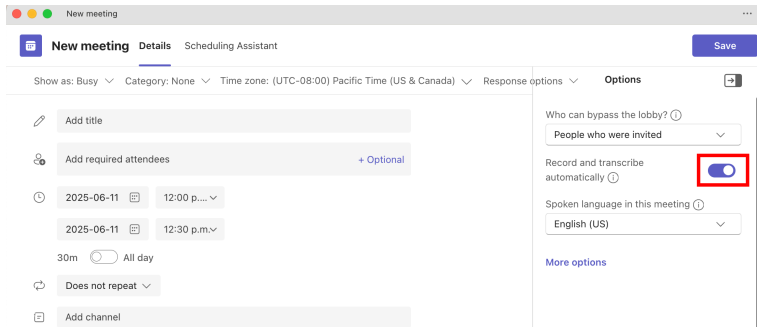 New meeting
New meeting Details Scheduling Assistant Save
Show as: Busy Category: None Time zone: (UTC-08:00) Pacific Time (US & Canada) Response options Options
Add title
Who can bypass the lobby?
People who were invited
Add required attendees + Optional
Record and transcribe
automatically
2025-06-11 12:00 p....
Spoken language in this meeting
English (US)
2025-06-11 12:30 p.m.
30m All day
More options
Does not repeat
Add channel